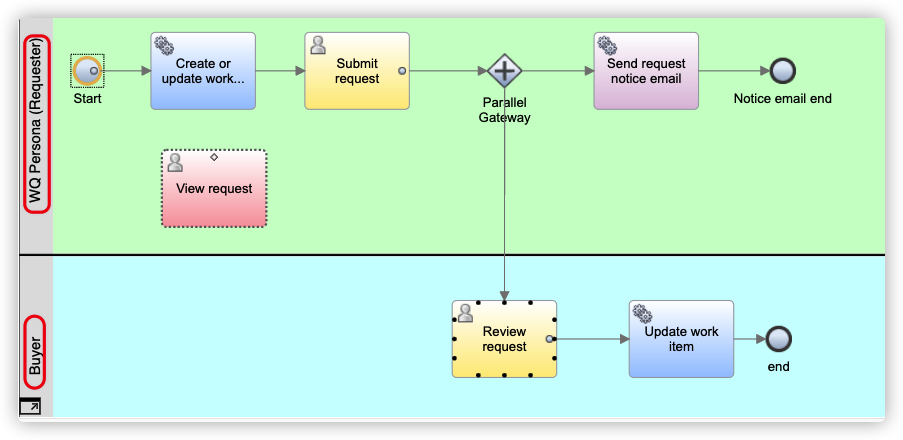 WQ Persona (Requester)
Start
Create or
update work...
Submit
request
Parallel
Gateway
Send request
notice email
Notice email end
View request
Buyer
Review
request
Update work
item
end